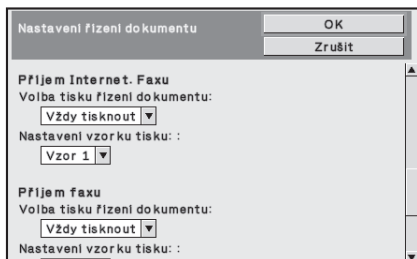 Nastavení řízení dokumentu
OK
Zrušit
Příjem Internet. Faxu
Volba tisku řízení dokumentu:
Vždy tisknout
Nastavení vzorku tisku: :
Vzor 1
Příjem faxu
Volba tisku řízení dokumentu:
Vždy tisknout
Nastavení vzorku tisku: :